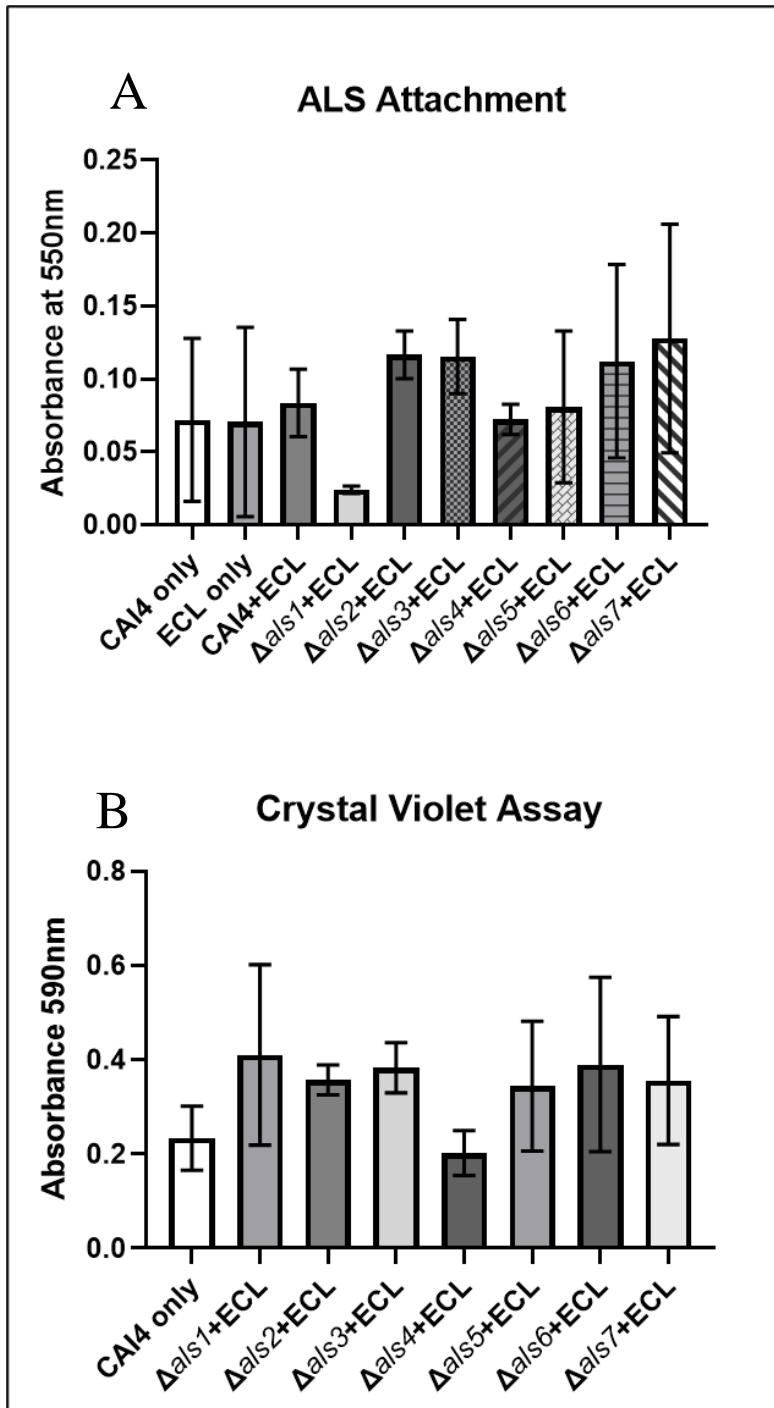 A
ALS Attachment
Absorbance at 550nm
0.25
0.20
0.15
0.10
0.05
0.00
CAI4 only
ECL only
CAI4+ECL
Δals1+ECL
Δals2+ECL
Δals3+ECL
Δals4+ECL
Δals5+ECL
Δals6+ECL
Δals7+ECL
B
Crystal Violet Assay
Absorbance 590nm
0.8
0.6
0.4
0.2
0.0
CAI4 only
Δals1+ECL
Δals2+ECL
Δals3+ECL
Δals4+ECL
Δals5+ECL
Δals6+ECL
Δals7+ECL